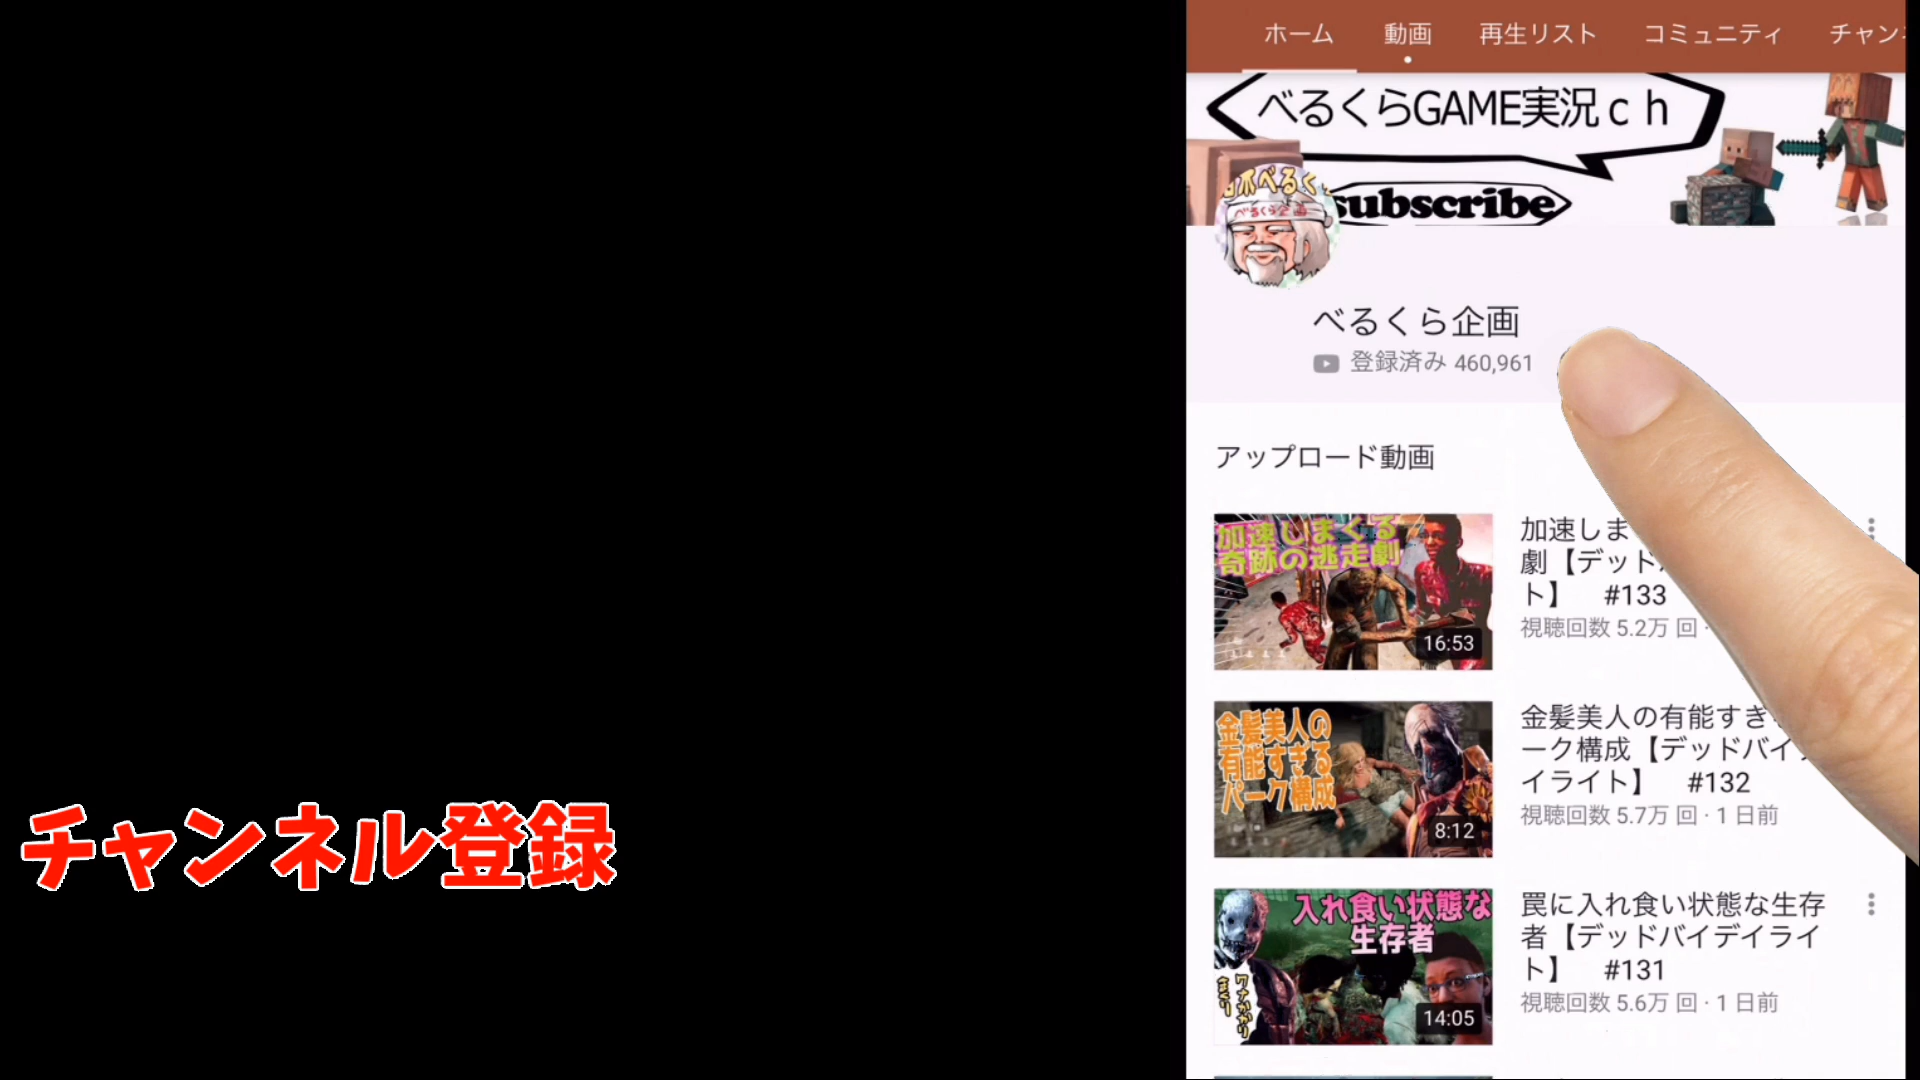 ホーム 動画 再生リスト コミュニティ チャン
べるくらGAME実況ch
subscribe
べるくら企画
べるくら企画
登録済み 460,961
アップロード動画
加速しまくる
奇跡の逃走劇
16:53
加速しま
劇【デッド
ト】 #133
視聴回数 5.2万 回 ·
金髪美人の
有能すぎる
パーク構成
8:12
金髪美人の有能すぎ
ーク構成【デッドバイ
イライト】 #132
視聴回数 5.7万 回 · 1 日前
チャンネル登録
入れ食い状態な
生存者
14:05
罠に入れ食い状態な生存
者【デッドバイデイライ
ト】 #131
視聴回数 5.6万 回 · 1 日前